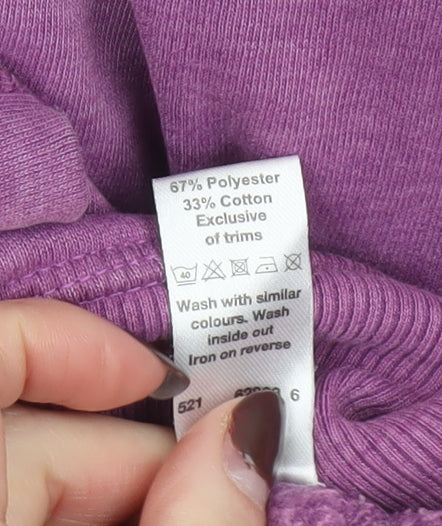 67% Polyester
33% Cotton
Exclusive
of trims
40
Wash with similar
colours. Wash
inside out
Iron on reverse
521 6